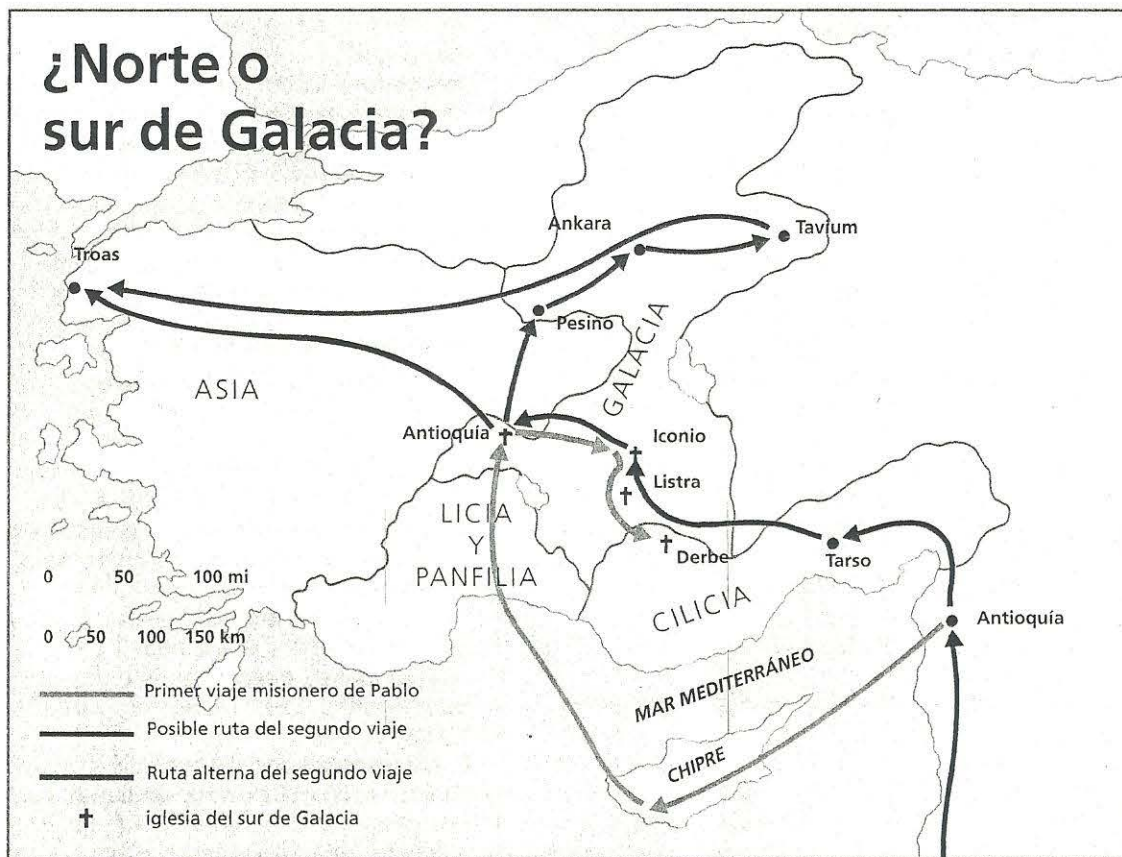 ¿Norte o
sur de Galacia?
Ankara
Tavium
Troas
Pesino
GALACIA
ASIA
Antioquía
Iconio
Listra
LICIA
Y
PANFILIA
Derbe
Tarso
CILICIA
Antioquía
0 50 100 mi
0 50 100 150 km
MAR MEDITERRÁNEO
CHIPRE
Primer viaje misionero de Pablo
Posible ruta del segundo viaje
Ruta alterna del segundo viaje
iglesia del sur de Galacia